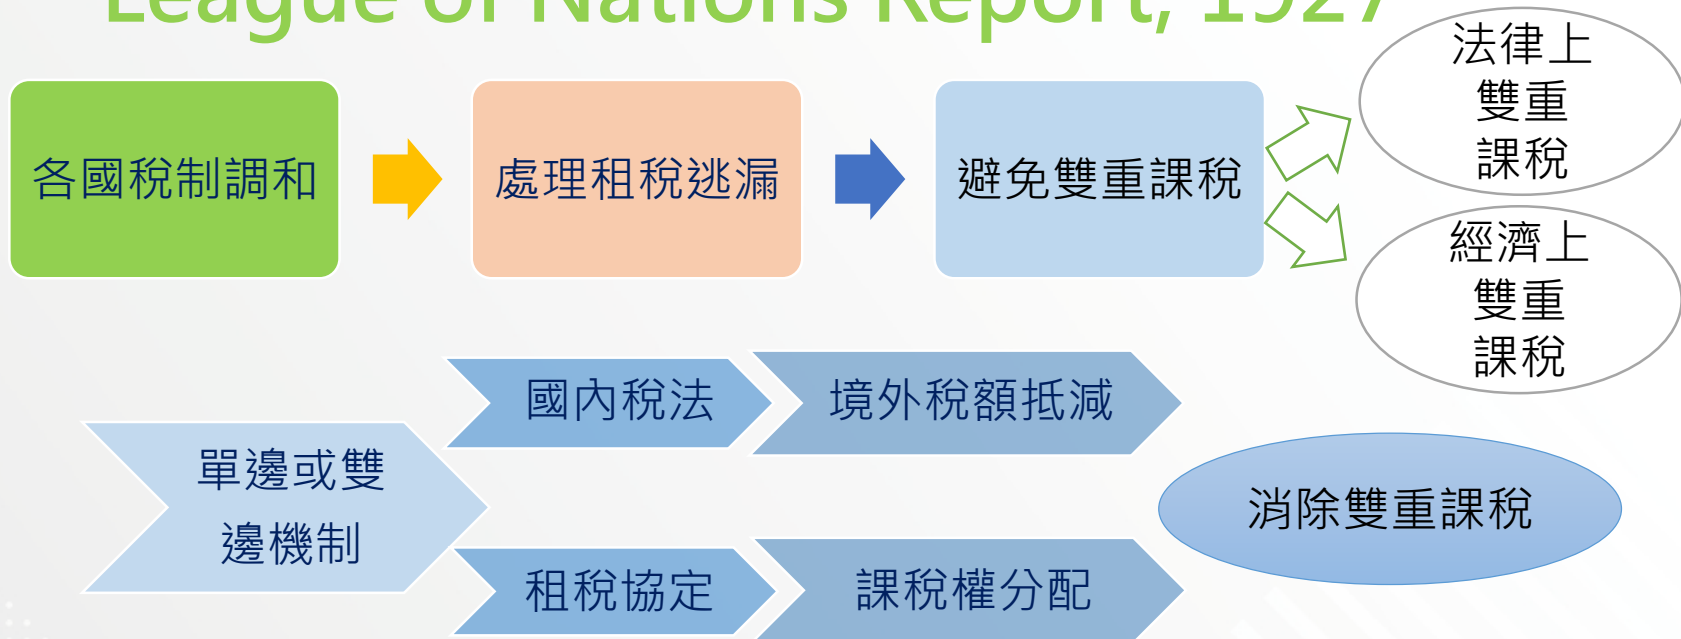 League of Nations Report, 1927
各國稅制調和
處理租稅逃漏
避免雙重課稅
法律上
雙重
課稅
經濟上
雙重
課稅
單邊或雙
邊機制
國內稅法
境外稅額抵減
租稅協定
課稅權分配
消除雙重課稅